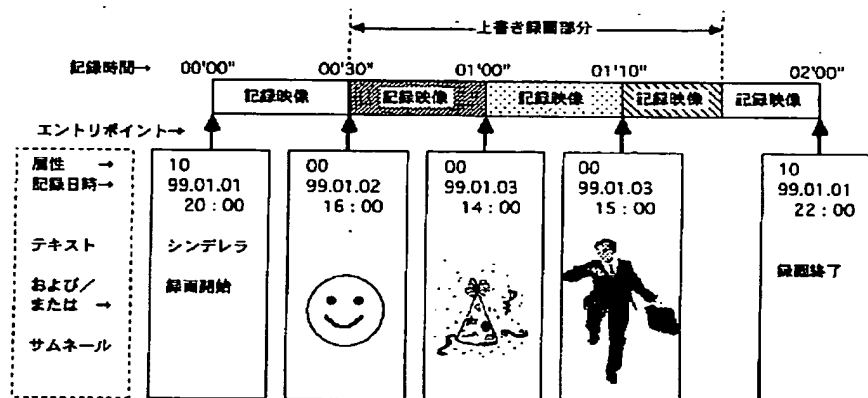 上書き録画部分
記録時間→ 00'00" 00'30" 01'00" 01'10" 02'00"
記録映像 記録映像 記録映像 記録映像 記録映像
エントリポイント→
属性 → 10 00 00 00 10
記録日時→ 99.01.01 99.01.02 99.01.03 99.01.03 99.01.01
20:00 16:00 14:00 15:00 22:00
テキスト シンデレラ
および/ 録画開始 録画終了
または →
サムネール